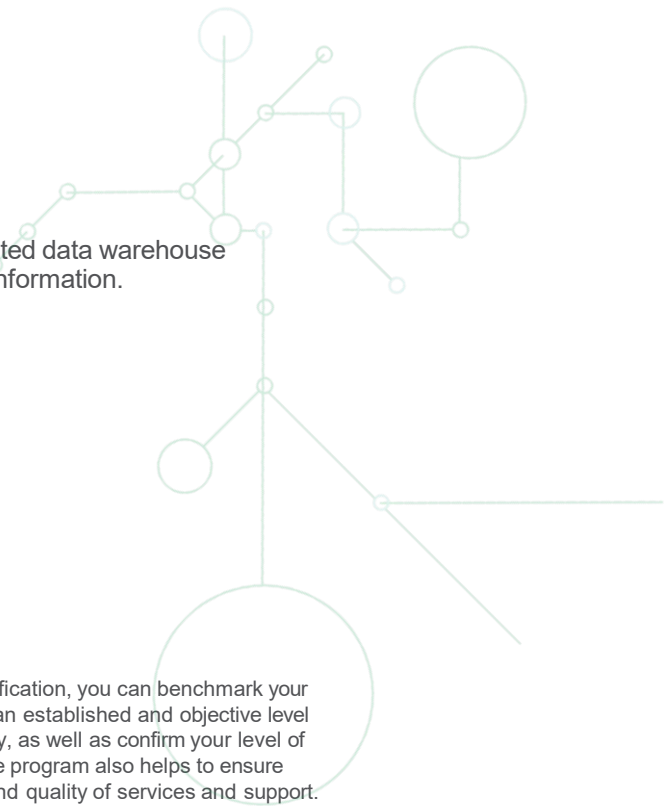 ted data warehouse
nformation.
fication, you can benchmark your
an established and objective level
y, as well as confirm your level of
e program also helps to ensure
nd quality of services and support.